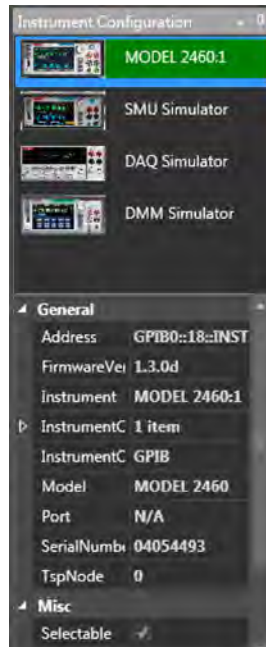 Instrument Configuration
MODEL 2460:1
SMU Simulator
DAQ Simulator
DMM Simulator
General
Address GPIB0::18::INST
FirmwareVer 1.3.0d
Instrument MODEL 2460:1
InstrumentC 1 item
InstrumentC GPIB
Model MODEL 2460
Port N/A
SerialNumbe 04054493
TspNode 0
Misc
Selectable